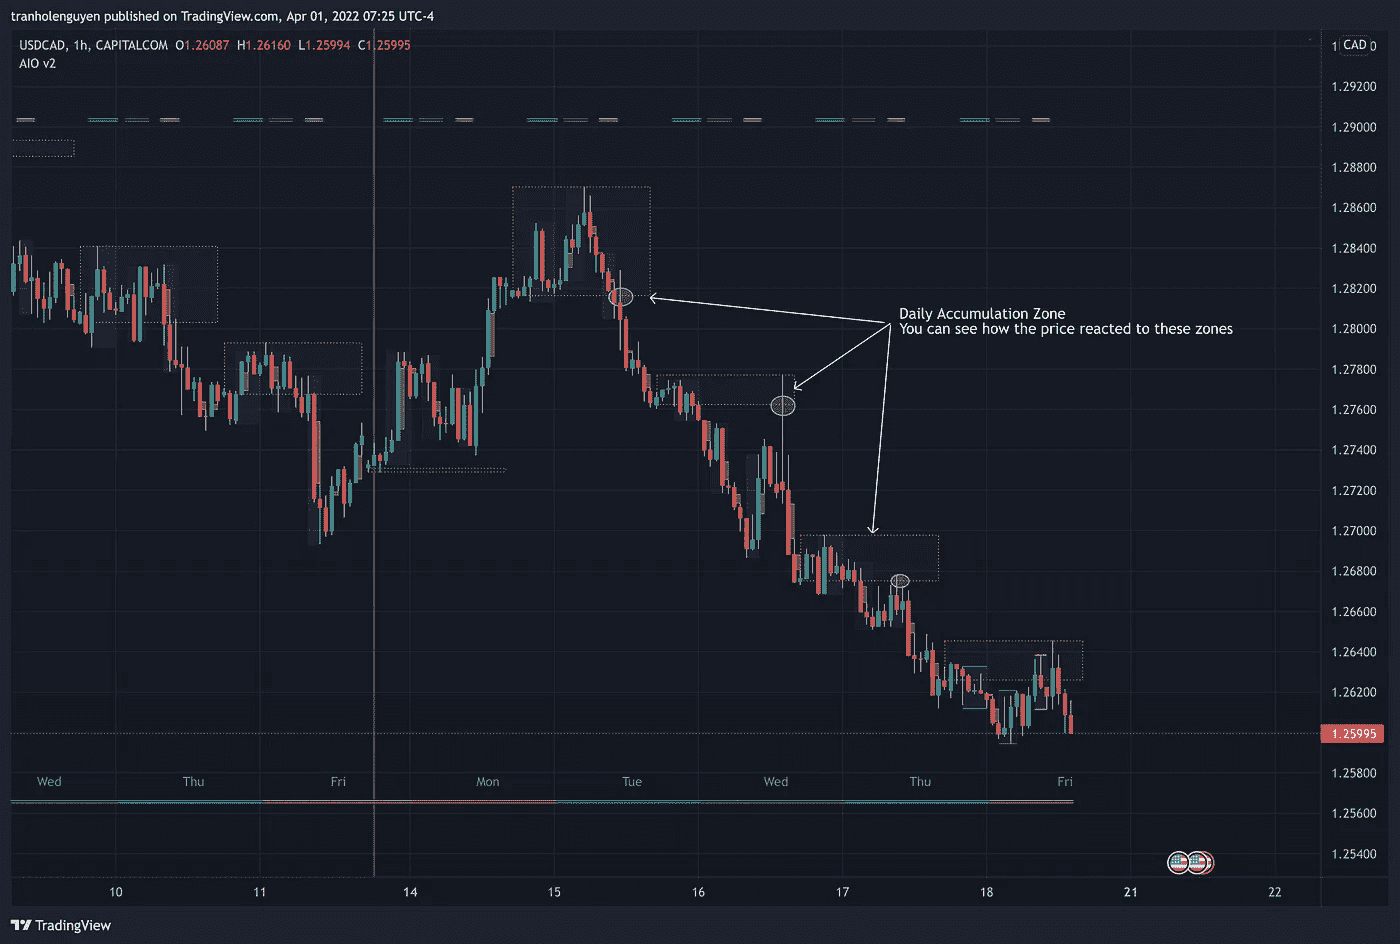 tranholenguyen published on TradingView.com, Apr 01, 2022 07:25 UTC-4
USDCAD, 1h, CAPITALCOM O1.26087 H1.26160 L1.25994 C1.25995
AIO v2
CAD
1.29200
1.29000
1.28800
1.28600
1.28400
1.28200
1.28000
1.27800
1.27600
1.27400
1.27200
1.27000
1.26800
1.26600
1.26400
1.26200
1.25995
1.25800
1.25600
1.25400
Daily Accumulation Zone
You can see how the price reacted to these zones
Wed Thu Fri Mon Tue Wed Thu Fri
10 11 14 15 16 17 18 21 22
TradingView